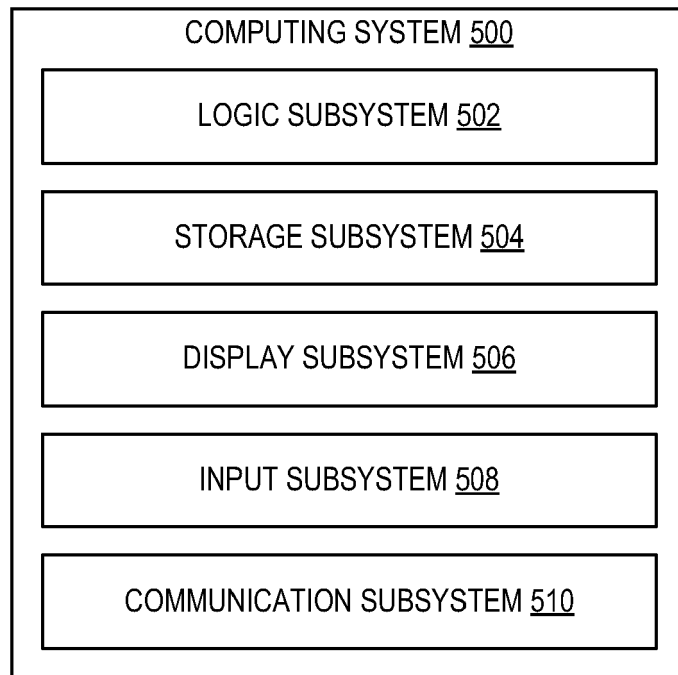 COMPUTING SYSTEM 500
LOGIC SUBSYSTEM 502
STORAGE SUBSYSTEM 504
DISPLAY SUBSYSTEM 506
INPUT SUBSYSTEM 508
COMMUNICATION SUBSYSTEM 510